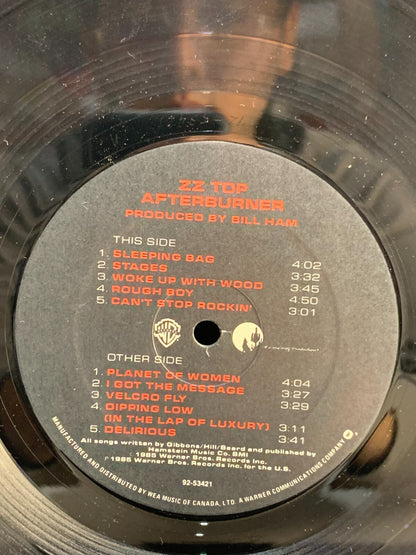 ZZ TOP
AFTERBURNER
PRODUCED BY BILL HAM
THIS SIDE
1. SLEEPING BAG 4:02
2. STAGES 3:32
3. WOKE UP WITH WOOD 3:45
4. ROUGH BOY 4:50
5. CAN'T STOP ROCKIN' 3:01
OTHER SIDE
1. PLANET OF WOMEN 4:04
2. I GOT THE MESSAGE 3:27
3. VELCRO FLY 3:29
4. DIPPING LOW
(IN THE LAP OF LUXURY) 3:11
5. DELIRIOUS 3:41
All songs written by Gibbons/Hill/Beard and published by
Hamstein Music Co. BMI
© 1985 Warner Bros. Records Inc.
℗ 1985 Warner Bros. Records Inc. for the U.S.
92-53421
MANUFACTURED AND DISTRIBUTED BY WEA MUSIC OF CANADA, LTD. A WARNER COMMUNICATIONS COMPANY